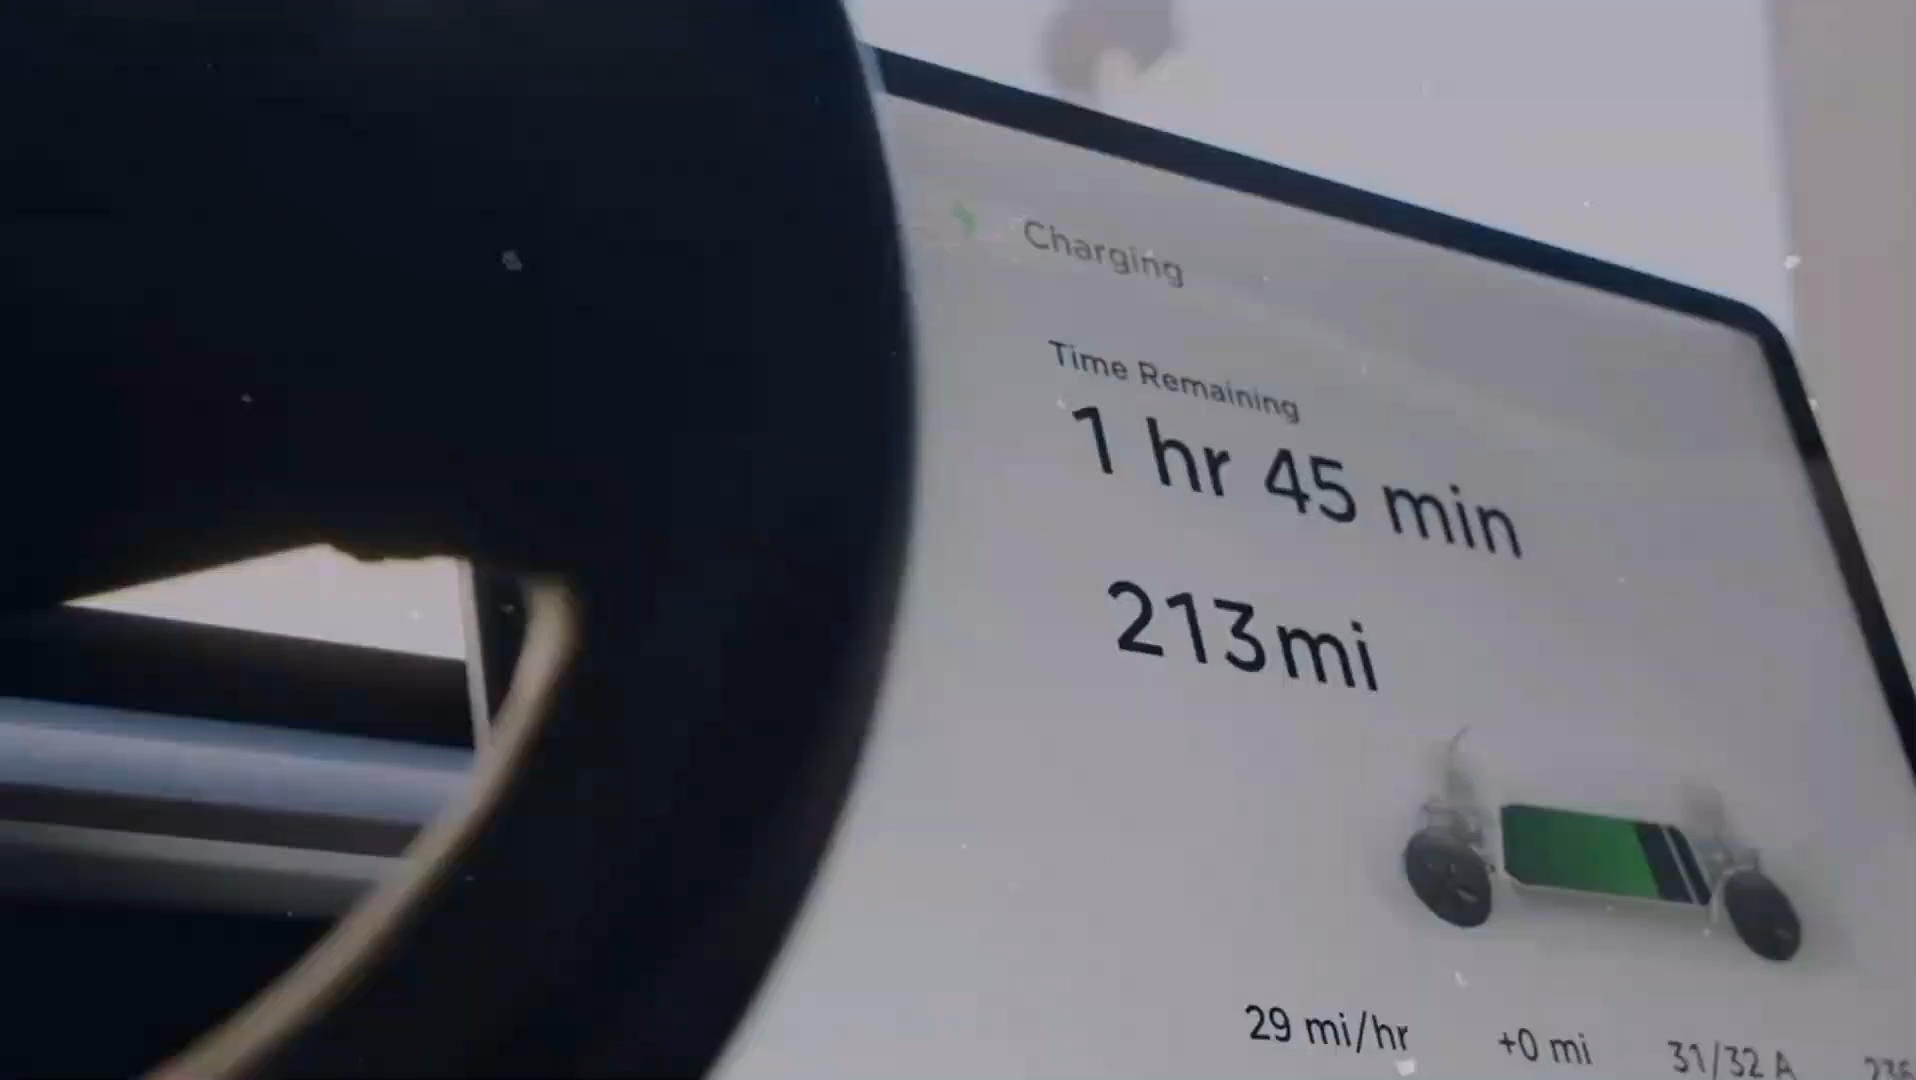 Charging
Time Remaining
1 hr 45 min
213 mi
29 mi/hr +0 mi 31/32 A